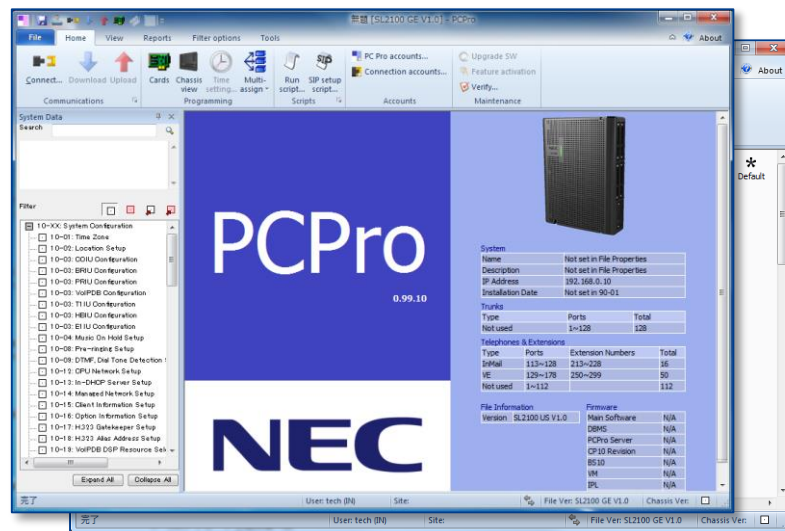 無題 [SL2100 GE V1.0] - PCPro
File Home View Reports Filter options Tools About
Connect... Download Upload Cards Chassis view Time setting... Multi-assign Run script... SIP setup script... PC Pro accounts... Connection accounts... Upgrade SW Feature activation Verify...
Communications Programming Scripts Accounts Maintenance
System Data
Search
Filter
10-XX: System Configuration
10-01: Time Zone
10-02: Location Setup
10-03: COIU Configuration
10-03: BRIU Configuration
10-03: PRIU Configuration
10-03: VoIPDB Configuration
10-03: T1IU Configuration
10-03: HBIU Configuration
10-03: E1IU Configuration
10-04: Music On Hold Setup
10-08: Pre-ringing Setup
10-09: DTMF, Dial Tone Detection
10-12: CPU Network Setup
10-13: In-DHCP Server Setup
10-14: Managed Network Setup
10-15: Client Information Setup
10-16: Option Information Setup
10-17: H.323 Gatekeeper Setup
10-18: H.323 Alias Address Setup
10-19: VoIPDB DSP Resource Sele
Expand All Collapse All
PCPro
0.99.10
NEC
System
Name Not set in File Properties
Description Not set in File Properties
IP Address 192.168.0.10
Installation Date Not set in 90-01
Trunks
Type Ports Total
Not used 1~128 128
Telephones & Extensions
Type Ports Extension Numbers Total
InMail 113~128 213~228 16
VE 129~178 250~299 50
Not used 1~112 112
File Information
Version SL2100 US V1.0
Firmware
Main Software N/A
DBMS N/A
PCPro Server N/A
CP10 Revision N/A
BS10 N/A
VM N/A
IPL N/A
完了 User: tech (IN) Site: File Ver: SL2100 GE V1.0 Chassis Ver:
About
Default
完了 User: tech (IN) Site: File Ver: SL2100 GE V1.0 Chassis Ver: